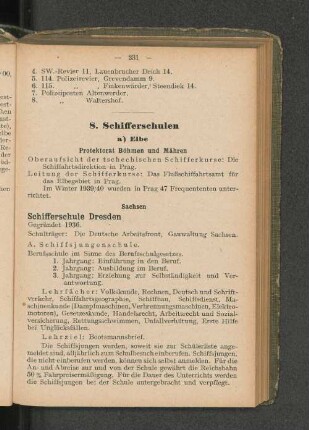 — 231 —
4. SW.-Revier 11, Lauenbrucher Deich 14.
5. 114. Polizeirevier, Grevendamm 9.
6. 115. „ Finkenwärder, Steendiek 14.
7. Polizeiposten Altenwerder.
8. „ Waltershof.
8. Schifferschulen
a) Elbe
Protektorat Böhmen und Mähren
Oberaufsicht der tschechischen Schifferkurse: Die
Schiffahrtsdirektion in Prag.
Leitung der Schifferkurse: Das Flußschiffahrtsamt für
das Elbegebiet in Prag.
Im Winter 1939/40 wurden in Prag 47 Frequentanten unter-
richtet.
Sachsen
Schifferschule Dresden
Gegründet 1936.
Schulträger: Die Deutsche Arbeitsfront, Gauwaltung Sachsen.
A. Schiffsjungenschule.
Berufsschule im Sinne des Berufsschulgesetzes.
1. Jahrgang: Einführung in den Beruf.
2. Jahrgang: Ausbildung im Beruf.
3. Jahrgang: Erziehung zur Selbständigkeit und Ver-
antwortung.
Lehrfächer: Volkskunde, Rechnen, Deutsch und Schrift-
verkehr, Schiffahrtsgeographie, Schiffbau, Schiffsdienst, Ma-
schinenkunde (Dampfmaschinen, Verbrennungsmaschinen, Elektro-
motoren), Gesetzeskunde, Handelsrecht, Arbeitsrecht und Sozial-
versicherung, Rettungsschwimmen, Unfallverhütung, Erste Hilfe
bei Unglücksfällen.
Lehrziel: Bootsmannsbrief.
Die Schiffsjungen werden, soweit sie zur Schülerliste ange-
meldet sind, alljährlich zum Schulbesuch einberufen. Schiffsjungen,
die nicht einberufen werden, können sich selbst anmelden. Für die
An- und Abreise zur und von der Schule gewährt die Reichsbahn
50 % Fahrpreisermäßigung. Für die Dauer des Unterrichts werden
die Schiffsjungen bei der Schule untergebracht und verpflegt.